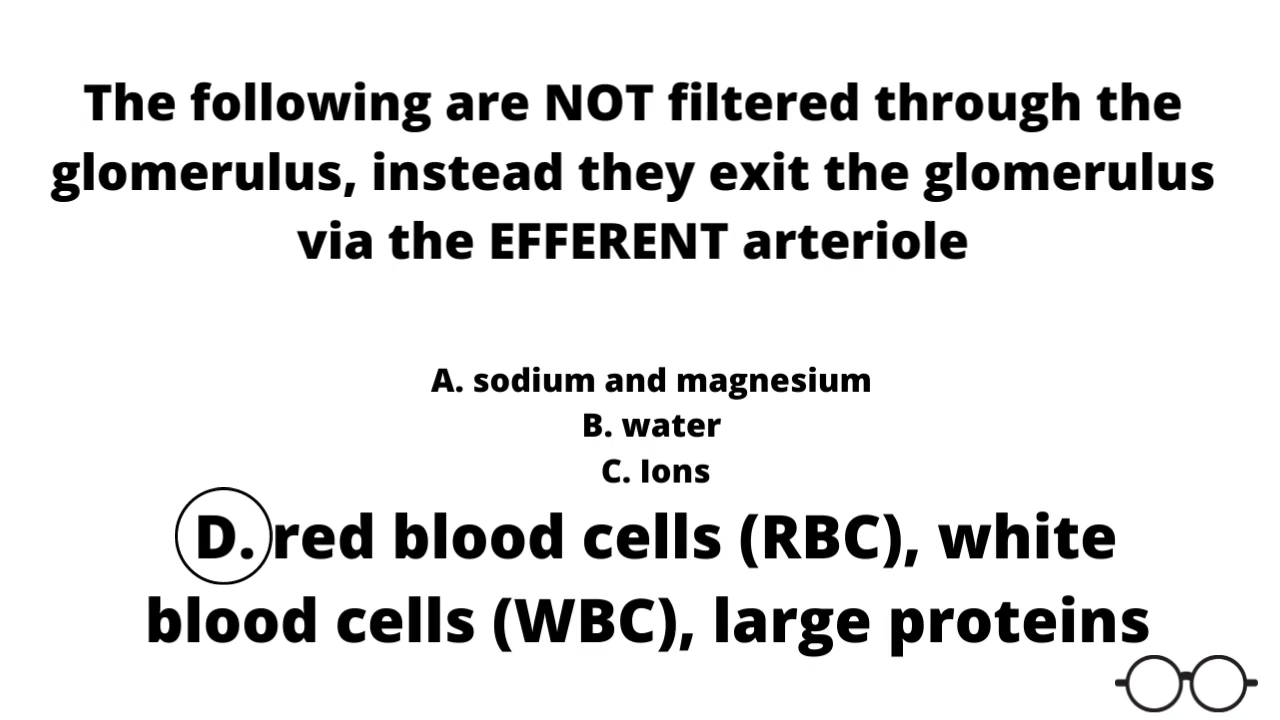 The following are NOT filtered through the
glomerulus, instead they exit the glomerulus
via the EFFERENT arteriole
A. sodium and magnesium
B. water
C. Ions
D. red blood cells (RBC), white
blood cells (WBC), large proteins